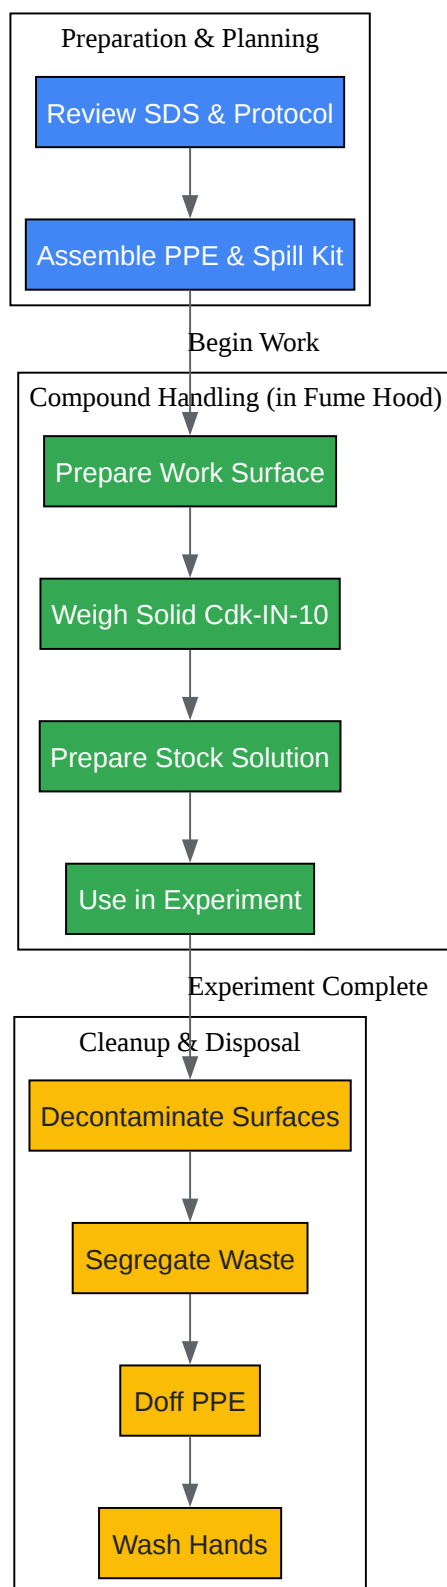 Preparation & Planning
Review SDS & Protocol
Assemble PPE & Spill Kit
Begin Work
Compound Handling (in Fume Hood)
Prepare Work Surface
Weigh Solid Cdk-IN-10
Prepare Stock Solution
Use in Experiment
Experiment Complete
Cleanup & Disposal
Decontaminate Surfaces
Segregate Waste
Doff PPE
Wash Hands